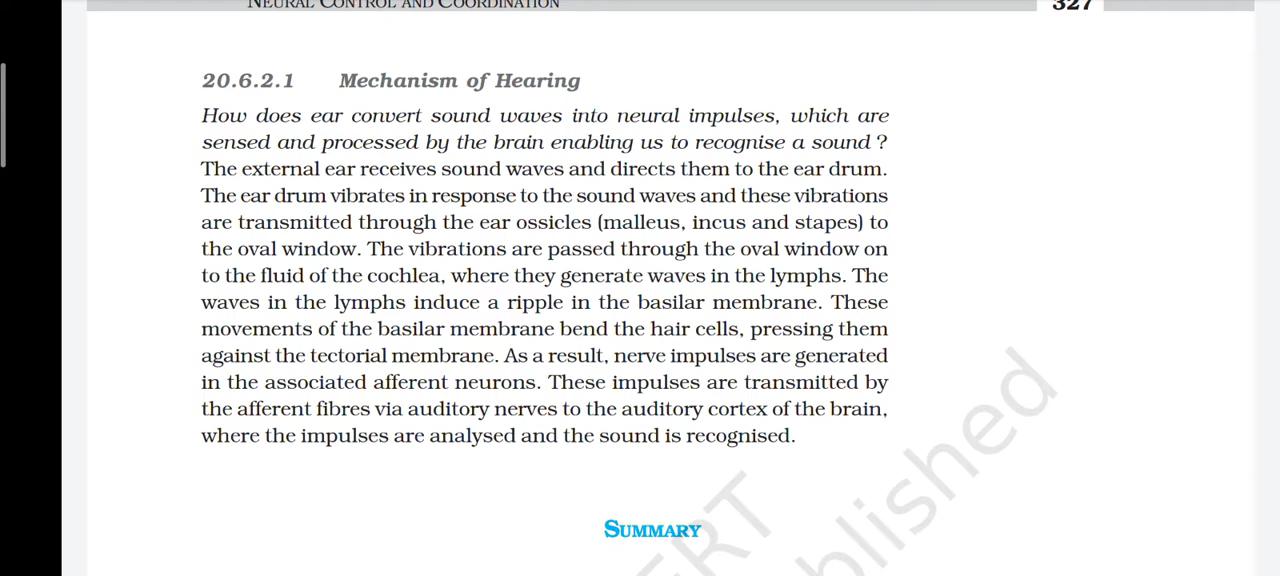 NEURAL CONTROL AND COORDINATION
327
20.6.2.1 Mechanism of Hearing
How does ear convert sound waves into neural impulses, which are
sensed and processed by the brain enabling us to recognise a sound ?
The external ear receives sound waves and directs them to the ear drum.
The ear drum vibrates in response to the sound waves and these vibrations
are transmitted through the ear ossicles (malleus, incus and stapes) to
the oval window. The vibrations are passed through the oval window on
to the fluid of the cochlea, where they generate waves in the lymphs. The
waves in the lymphs induce a ripple in the basilar membrane. These
movements of the basilar membrane bend the hair cells, pressing them
against the tectorial membrane. As a result, nerve impulses are generated
in the associated afferent neurons. These impulses are transmitted by
the afferent fibres via auditory nerves to the auditory cortex of the brain,
where the impulses are analysed and the sound is recognised.
SUMMARY
ERT
blished